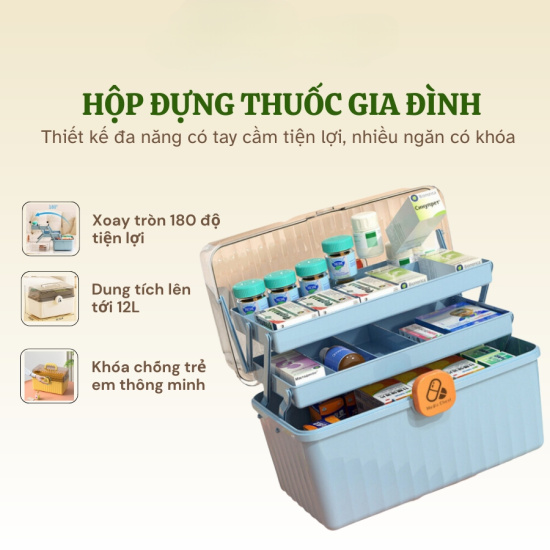 HỘP ĐỰNG THUỐC GIA ĐÌNH
Thiết kế đa năng có tay cầm tiện lợi, nhiều ngăn có khóa
Xoay tròn 180 độ
tiện lợi
Dung tích lên
tới 12L
Khóa chống trẻ
em thông minh
180°